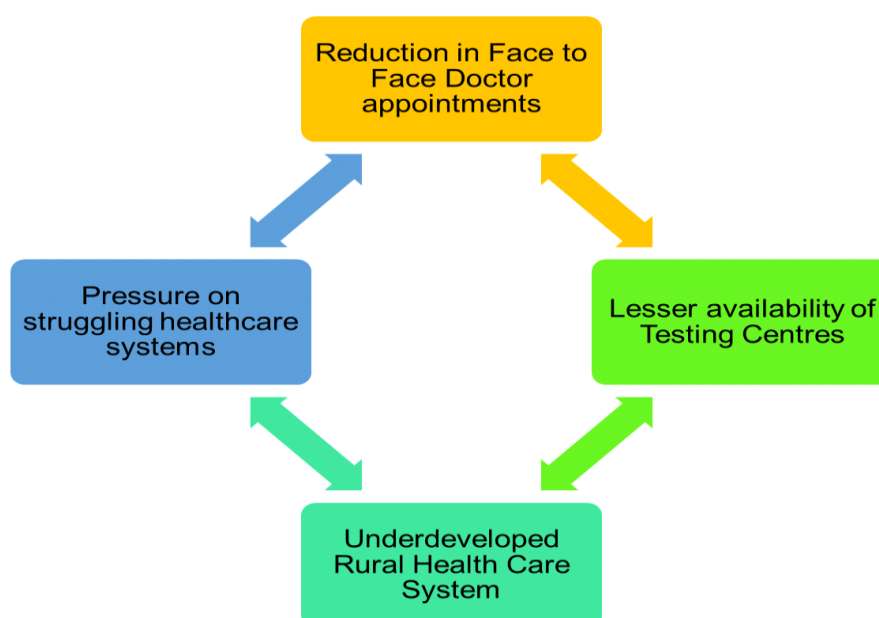 Reduction in Face to
Face Doctor
appointments
Pressure on
struggling healthcare
systems
Lesser availability of
Testing Centres
Underdeveloped
Rural Health Care
System